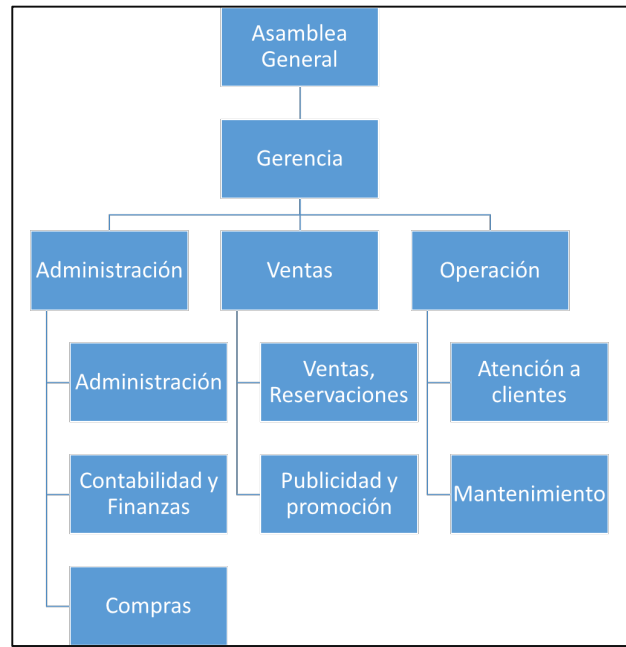 Asamblea
General
Gerencia
Administración
Ventas
Operación
Administración
Ventas,
Reservaciones
Atención a
clientes
Contabilidad y
Finanzas
Publicidad y
promoción
Mantenimiento
Compras